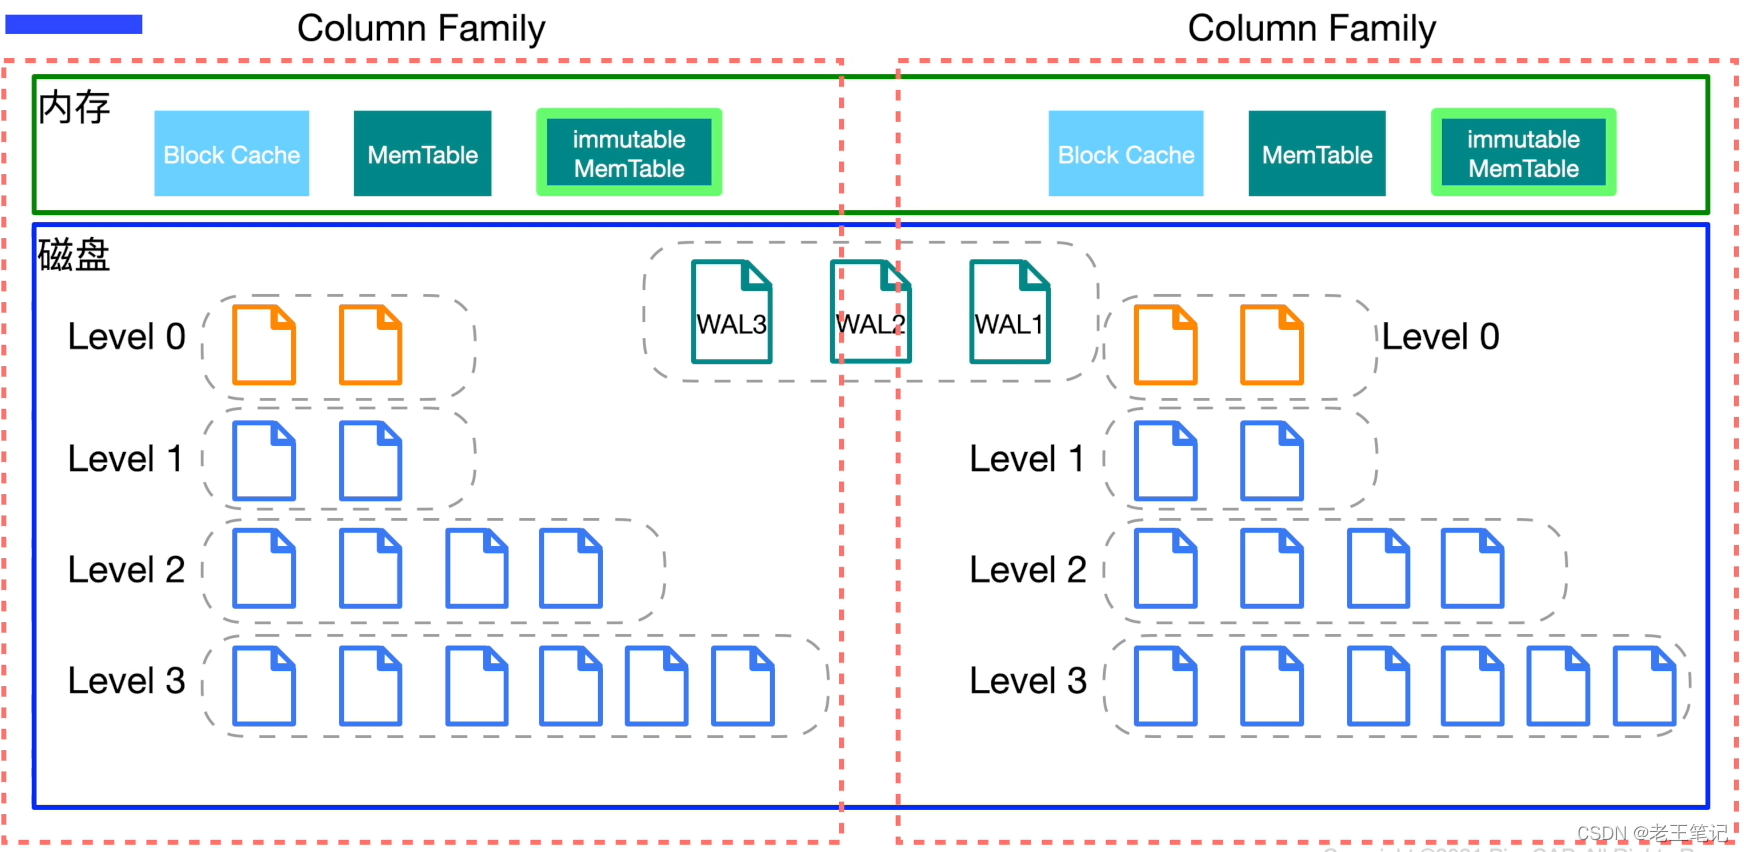 Column Family
Column Family
内存
Block Cache
MemTable
immutable
MemTable
Block Cache
MemTable
immutable
MemTable
磁盘
WAL3
WAL2
WAL1
Level 0
Level 0
Level 1
Level 1
Level 2
Level 2
Level 3
Level 3
CSDN @老王笔记